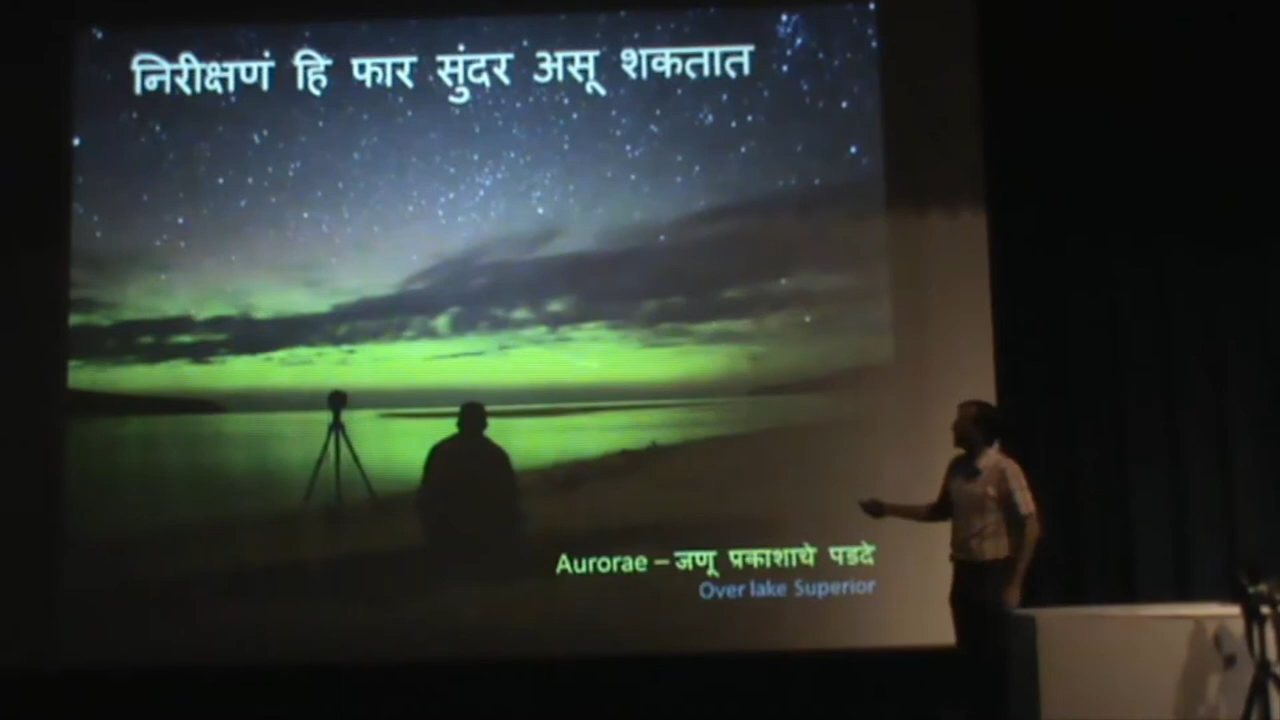 निरीक्षणं हि फार सुंदर असू शकतात
Aurorae – जणू प्रकाशाचे पडदे
Over lake Superior